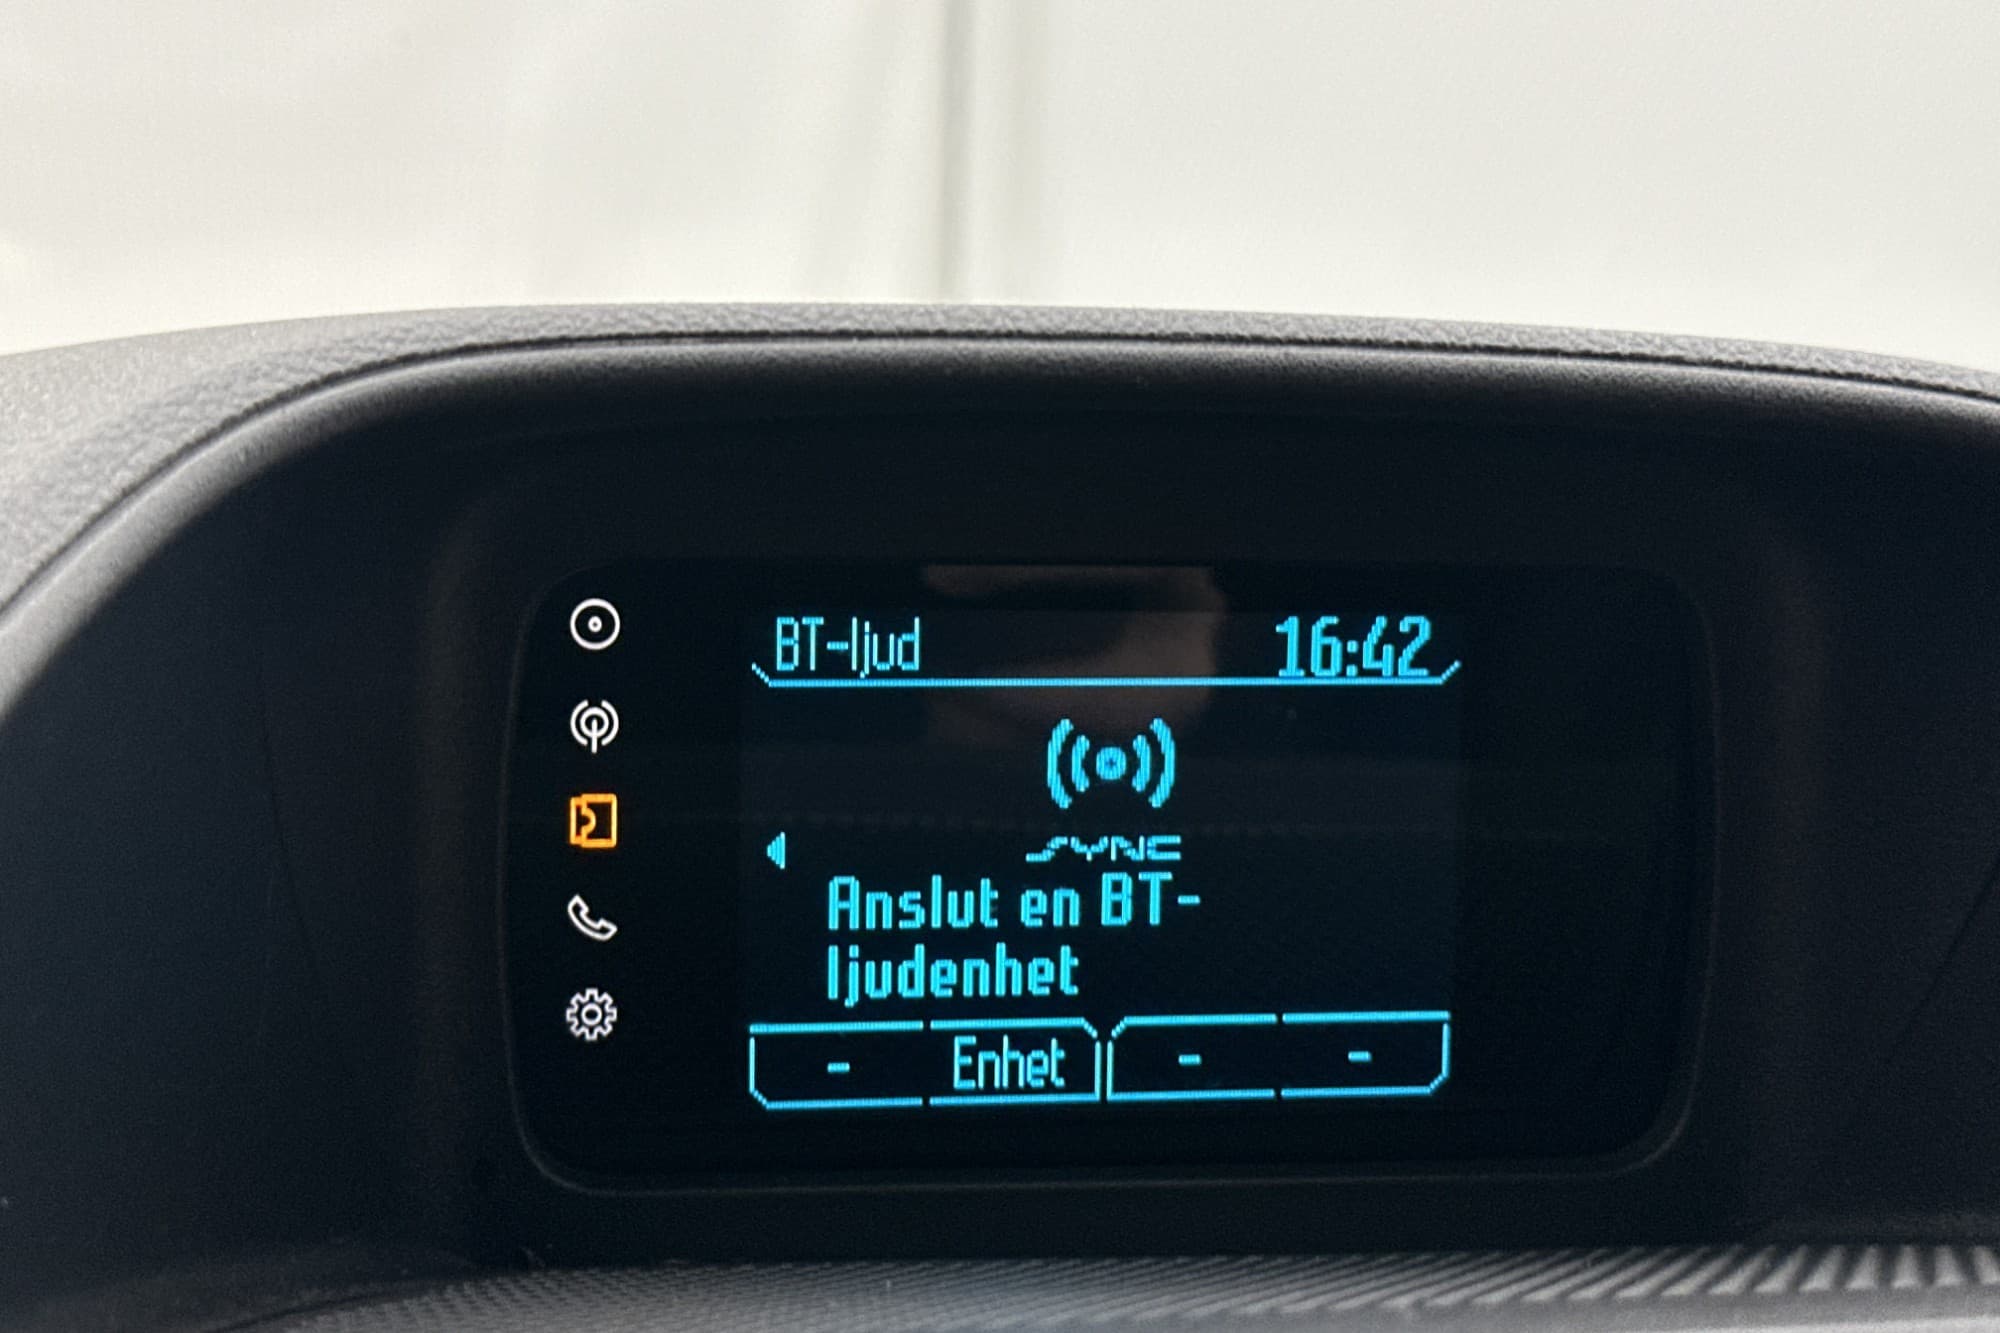 BT-ljud 16:42
SYNC
Anslut en BT-
ljudenhet
- Enhet - -